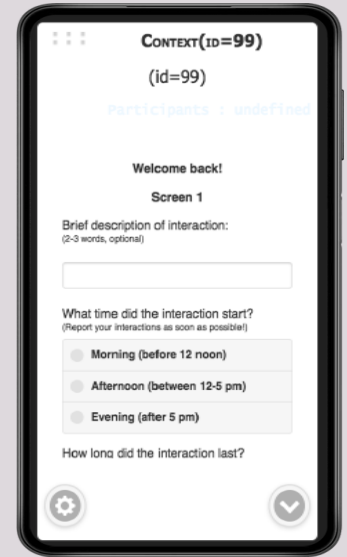 Context(id=99)
(id=99)
Participants : undefined
Welcome back!
Screen 1
Brief description of interaction:
(2-3 words, optional)
What time did the interaction start?
(Report your interactions as soon as possible!)
Morning (before 12 noon)
Afternoon (between 12-5 pm)
Evening (after 5 pm)
How long did the interaction last?